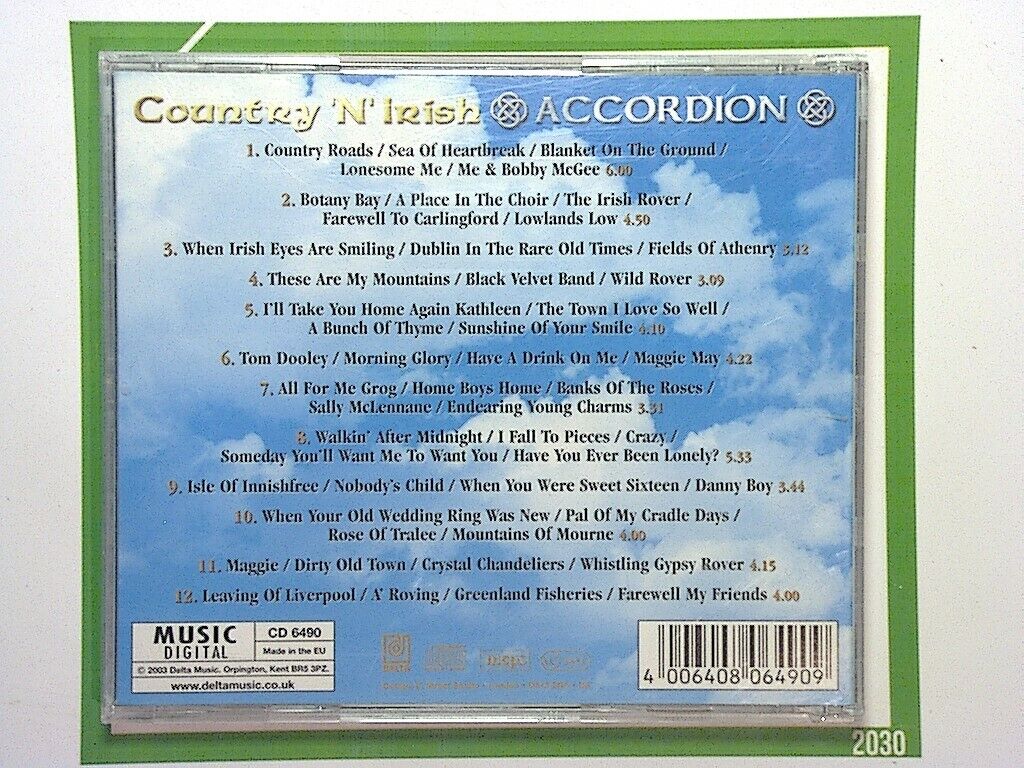 Country 'N' Irish ACCORDION
1. Country Roads / Sea Of Heartbreak / Blanket On The Ground /
Lonesome Me / Me & Bobby McGee 6.00
2. Botany Bay / A Place In The Choir / The Irish Rover /
Farewell To Carlingford / Lowlands Low 4.50
3. When Irish Eyes Are Smiling / Dublin In The Rare Old Times / Fields Of Athenry 3.12
4. These Are My Mountains / Black Velvet Band / Wild Rover 3.09
5. I'll Take You Home Again Kathleen / The Town I Love So Well /
A Bunch Of Thyme / Sunshine Of Your Smile 4.10
6. Tom Dooley / Morning Glory / Have A Drink On Me / Maggie May 4.22
7. All For Me Grog / Home Boys Home / Banks Of The Roses /
Sally McLennane / Endearing Young Charms 3.31
8. Walkin' After Midnight / I Fall To Pieces / Crazy /
Someday You'll Want Me To Want You / Have You Ever Been Lonely? 5.33
9. Isle Of Innishfree / Nobody's Child / When You Were Sweet Sixteen / Danny Boy 3.44
10. When Your Old Wedding Ring Was New / Pal Of My Cradle Days /
Rose Of Tralee / Mountains Of Mourne 4.00
11. Maggie / Dirty Old Town / Crystal Chandeliers / Whistling Gypsy Rover 4.15
12. Leaving Of Liverpool / A' Roving / Greenland Fisheries / Farewell My Friends 4.00
MUSIC DIGITAL
CD 6490
Made in the EU
© 2003 Delta Music. Orpington, Kent BR5 3PZ.
www.deltamusic.co.uk
mcps
4 006408 064909
2030